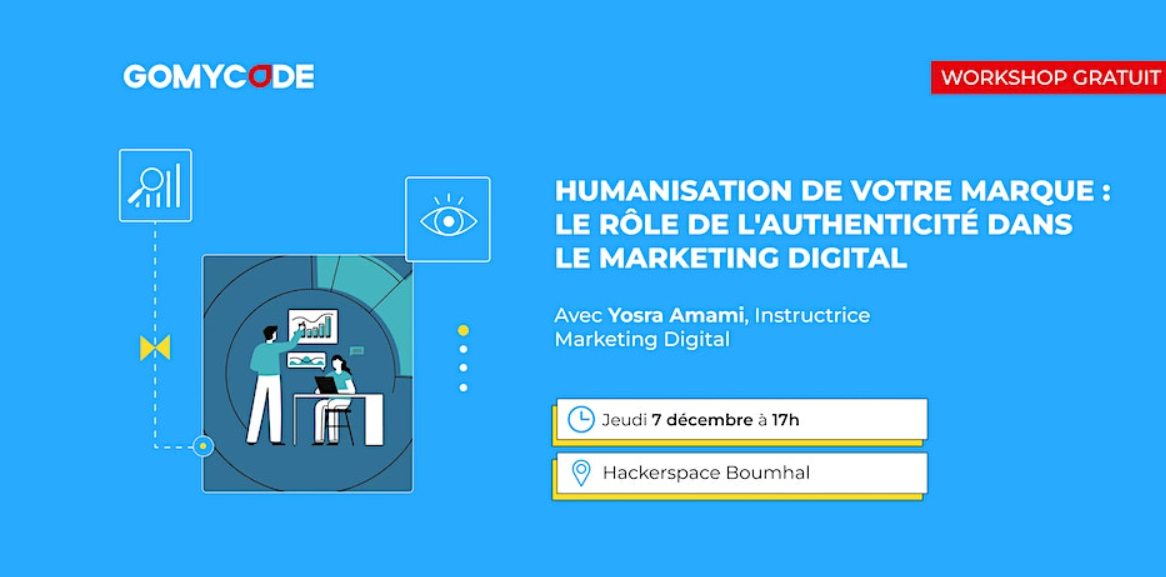 GOMYCODE
WORKSHOP GRATUIT
HUMANISATION DE VOTRE MARQUE :
LE RÔLE DE L'AUTHENTICITÉ DANS
LE MARKETING DIGITAL
Avec Yosra Amami, Instructrice
Marketing Digital
Jeudi 7 décembre à 17h
Hackerspace Boumhal